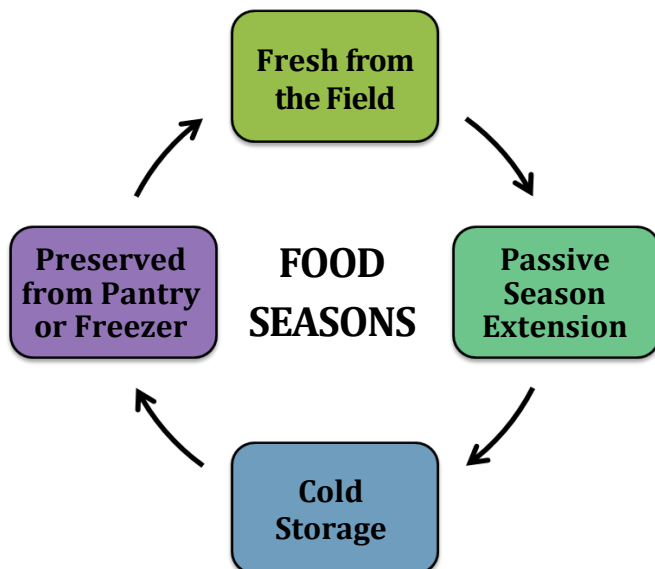 Fresh from
the Field
Preserved
from Pantry
or Freezer
FOOD
SEASONS
Passive
Season
Extension
Cold
Storage